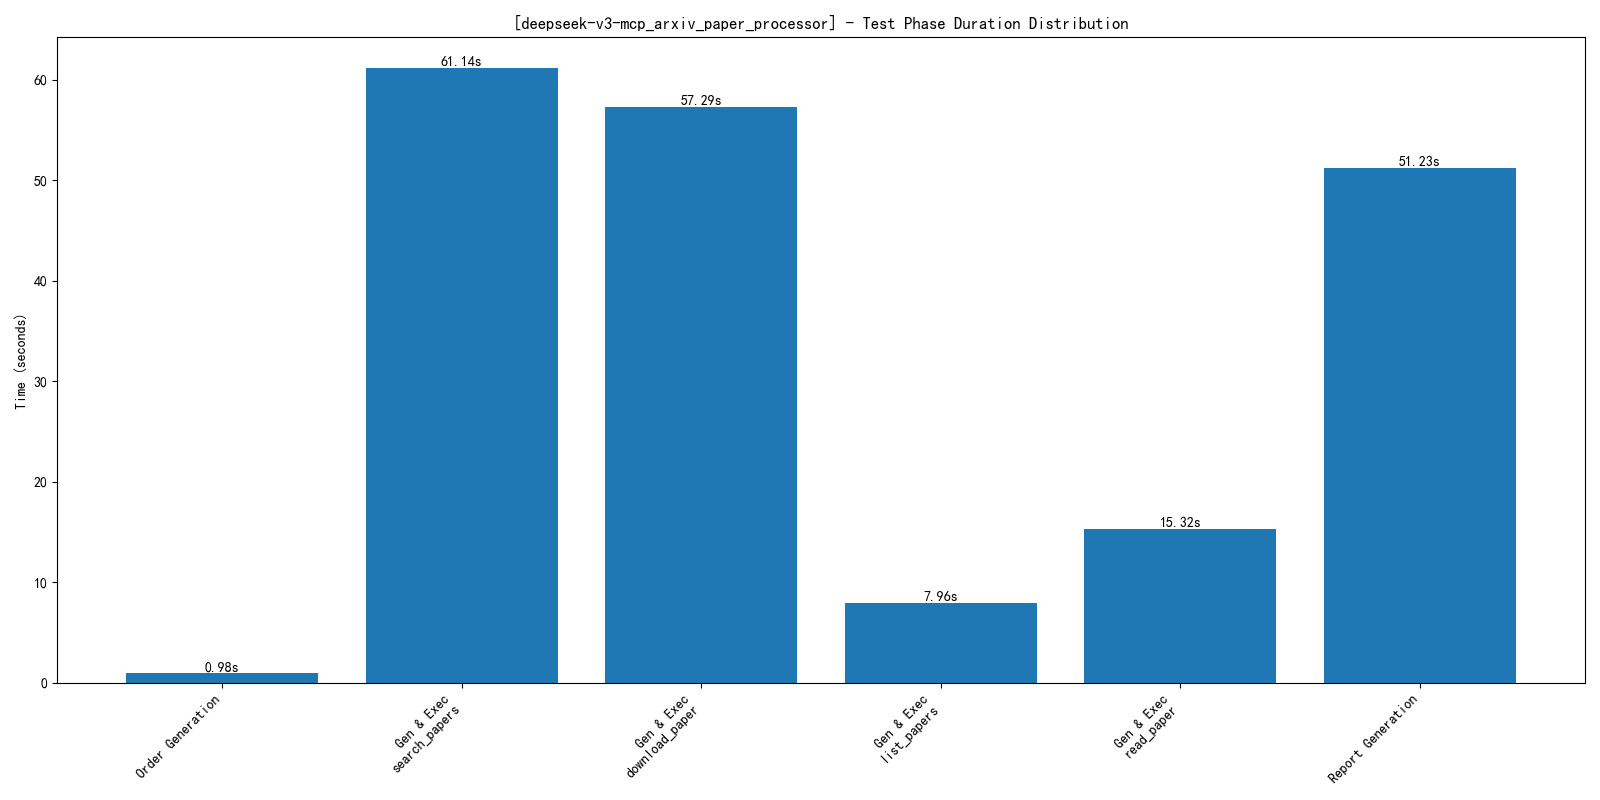 [deepseek-v3-mcp_arxiv_paper_processor] - Test Phase Duration Distribution
Time (seconds)
60
50
40
30
20
10
0
0.98s
61.14s
57.29s
7.96s
15.32s
51.23s
Order Generation
Gen & Exec
search_papers
Gen & Exec
download_paper
Gen & Exec
list_papers
Gen & Exec
read_paper
Report Generation